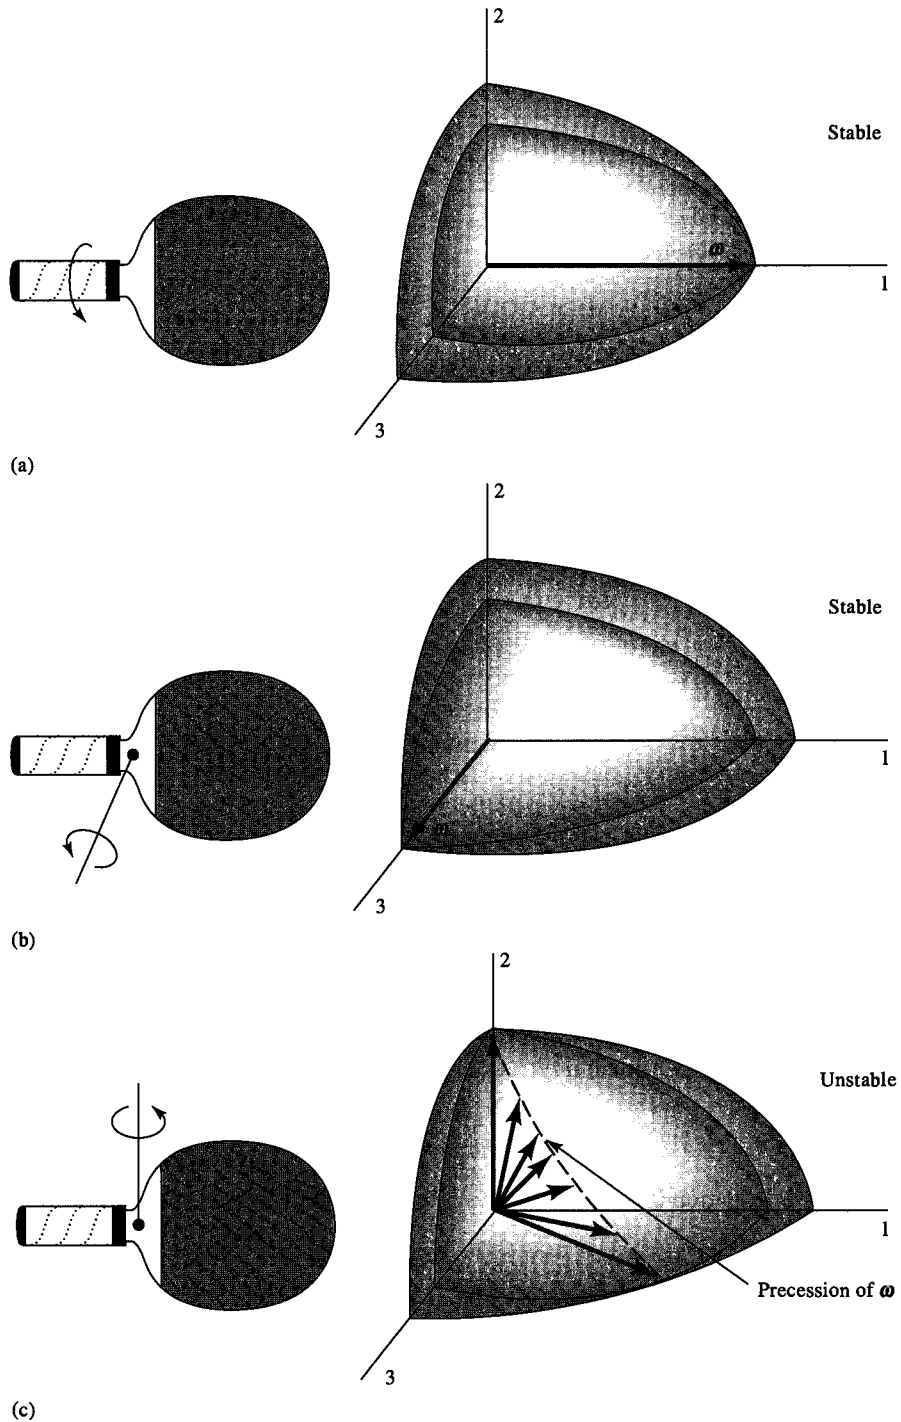 2
Stable
ω
1
3
(a)
2
Stable
1
ω
3
(b)
2
Unstable
1
Precession of ω
3
(c)